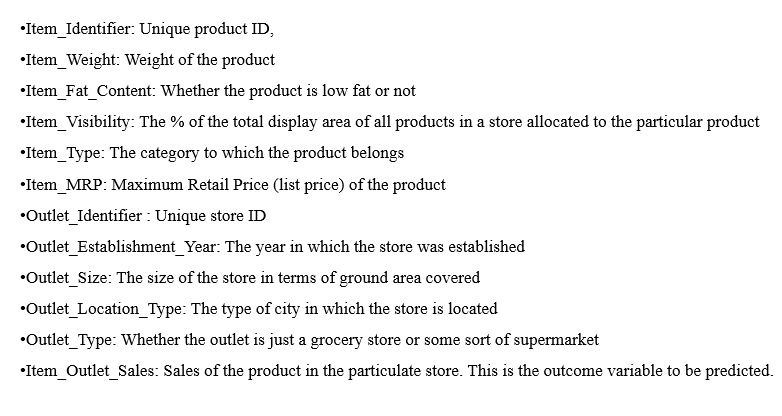 •Item_Identifier: Unique product ID,
•Item_Weight: Weight of the product
•Item_Fat_Content: Whether the product is low fat or not
•Item_Visibility: The % of the total display area of all products in a store allocated to the particular product
•Item_Type: The category to which the product belongs
•Item_MRP: Maximum Retail Price (list price) of the product
•Outlet_Identifier : Unique store ID
•Outlet_Establishment_Year: The year in which the store was established
•Outlet_Size: The size of the store in terms of ground area covered
•Outlet_Location_Type: The type of city in which the store is located
•Outlet_Type: Whether the outlet is just a grocery store or some sort of supermarket
•Item_Outlet_Sales: Sales of the product in the particulate store. This is the outcome variable to be predicted.